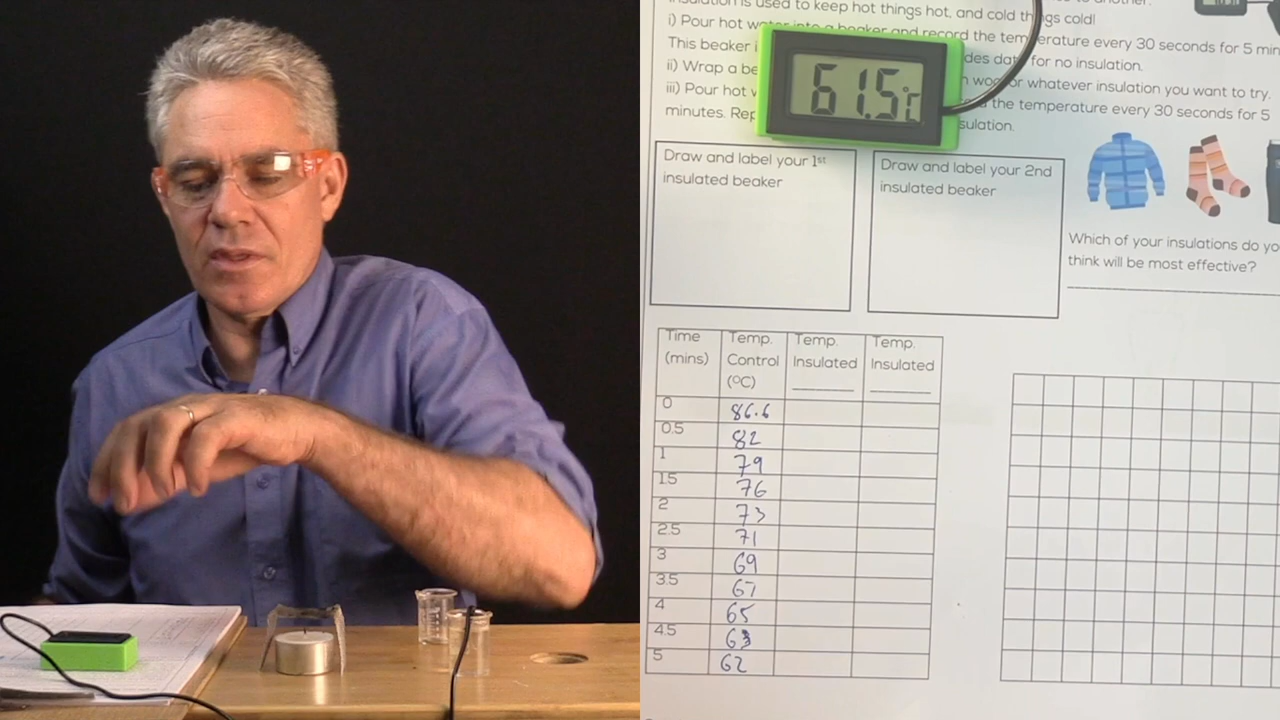 insulation is used to keep hot things hot, and cold things cold!
i) Pour hot water into a beaker and record the temperature every 30 seconds for 5 min
This beaker des data for no insulation.
ii) Wrap a be woo or whatever insulation you want to try.
iii) Pour hot the temperature every 30 seconds for 5
minutes. Rep sulation.
61.5°C
Draw and label your 1st
insulated beaker
Draw and label your 2nd
insulated beaker
Which of your insulations do yo
think will be most effective?
Time (mins) Temp. Control (°C) Temp. Insulated Temp. Insulated
0 86.6
0.5 82
1 79
1.5 76
2 73
2.5 71
3 69
3.5 67
4 65
4.5 63
5 62